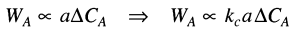 W_A ∝ aΔC_A ⇒ W_A ∝ k_c aΔC_A